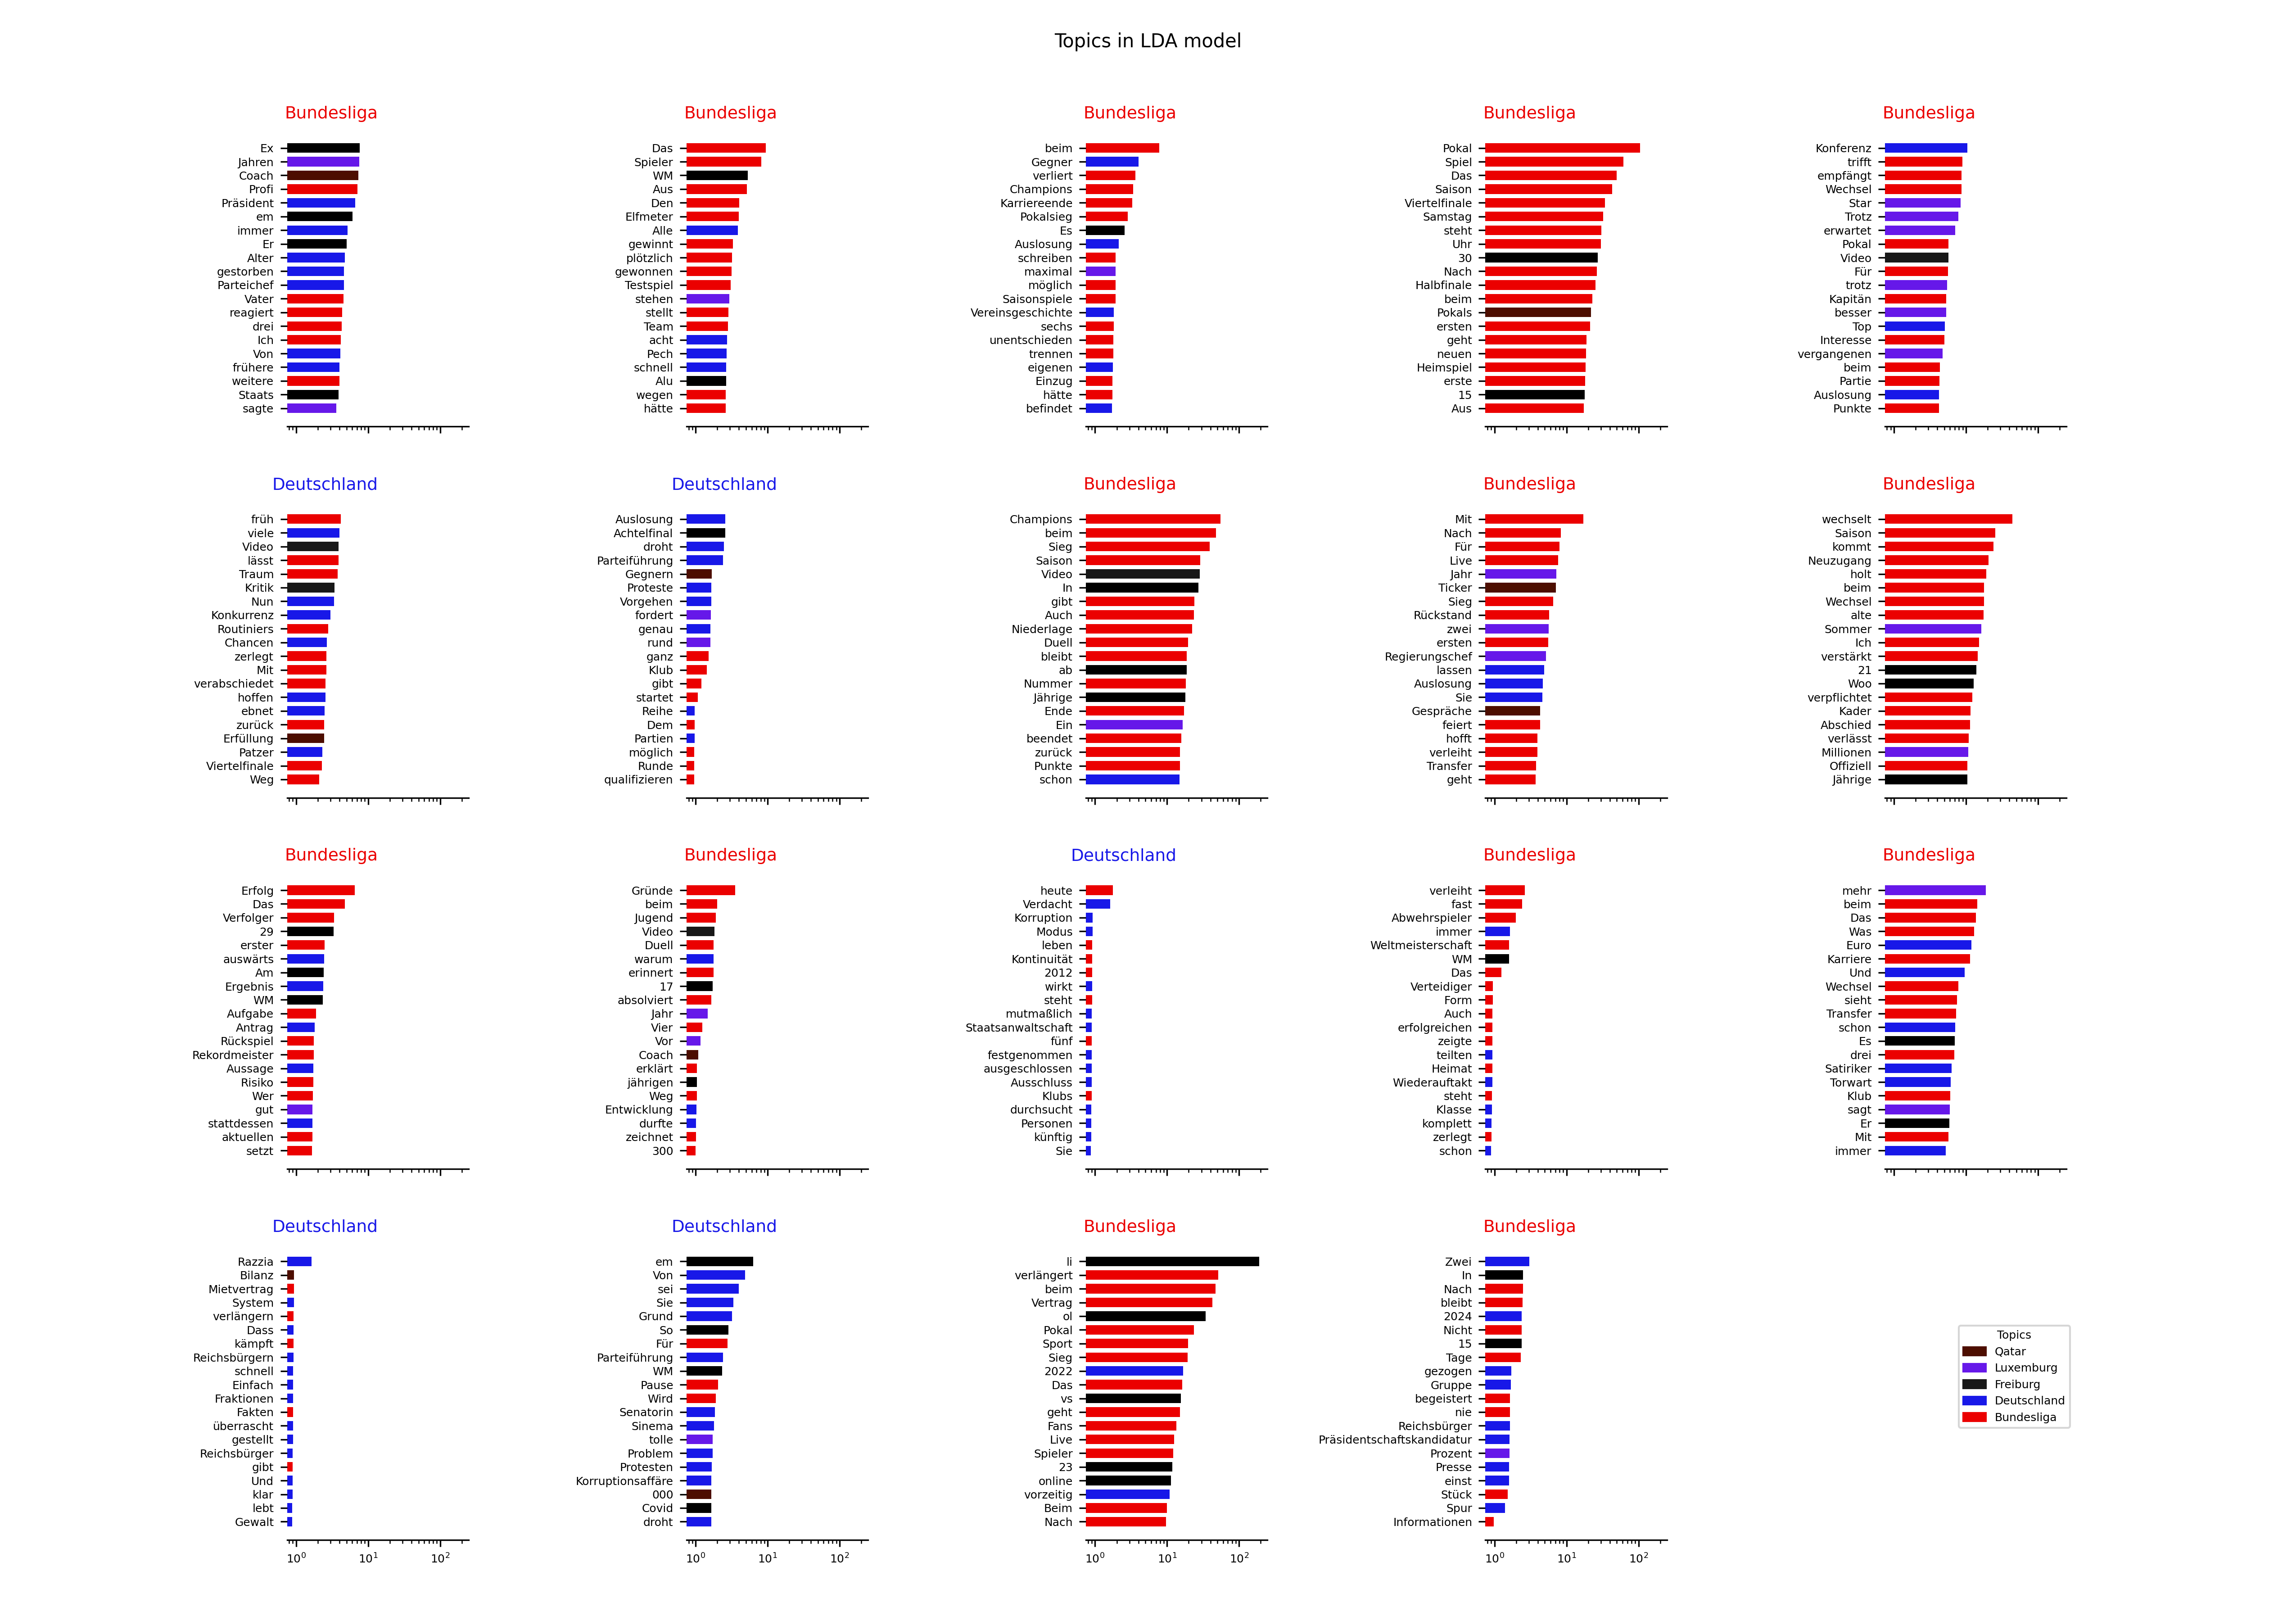 Topics in LDA model
Bundesliga
Ex
Jahren
Coach
Profi
Präsident
em
immer
Er
Alter
gestorben
Parteichef
Vater
reagiert
drei
Ich
Von
frühere
weitere
Staats
sagte
Bundesliga
Das
Spieler
WM
Aus
Den
Elfmeter
Alle
gewinnt
plötzlich
gewonnen
Testspiel
stehen
stellt
Team
acht
Pech
schnell
Alu
wegen
hätte
Bundesliga
beim
Gegner
verliert
Champions
Karriereende
Pokalsieg
Es
Auslosung
schreiben
maximal
möglich
Saisonspiele
Vereinsgeschichte
sechs
unentschieden
trennen
eigenen
Einzug
hätte
befindet
Bundesliga
Pokal
Spiel
Das
Saison
Viertelfinale
Samstag
steht
Uhr
30
Nach
Halbfinale
beim
Pokals
ersten
geht
neuen
Heimspiel
erste
15
Aus
Bundesliga
Konferenz
trifft
empfängt
Wechsel
Star
Trotz
erwartet
Pokal
Video
Für
trotz
Kapitän
besser
Top
Interesse
vergangenen
beim
Partie
Auslosung
Punkte
Deutschland
früh
viele
Video
lässt
Traum
Kritik
Nun
Konkurrenz
Routiniers
Chancen
zerlegt
Mit
verabschiedet
hoffen
ebnet
zurück
Erfüllung
Patzer
Viertelfinale
Weg
Deutschland
Auslosung
Achtelfinal
droht
Parteiführung
Gegnern
Proteste
Vorgehen
fordert
genau
rund
ganz
Klub
gibt
startet
Reihe
Dem
Partien
möglich
Runde
qualifizieren
Bundesliga
Champions
beim
Sieg
Saison
Video
In
gibt
Auch
Niederlage
Duell
bleibt
ab
Nummer
Jährige
Ende
Ein
beendet
zurück
Punkte
schon
Bundesliga
Mit
Nach
Für
Live
Jahr
Ticker
Sieg
Rückstand
zwei
ersten
Regierungschef
lassen
Auslosung
Sie
Gespräche
feiert
hofft
verleiht
Transfer
geht
Bundesliga
wechselt
Saison
kommt
Neuzugang
holt
beim
Wechsel
alte
Sommer
Ich
verstärkt
21
Woo
verpflichtet
Kader
Abschied
verlässt
Millionen
Offiziell
Jährige
Bundesliga
Erfolg
Das
Verfolger
29
erster
auswärts
Am
Ergebnis
WM
Aufgabe
Antrag
Rückspiel
Rekordmeister
Aussage
Risiko
Wer
gut
stattdessen
aktuellen
setzt
Bundesliga
Gründe
beim
Jugend
Video
Duell
warum
erinnert
17
absolviert
Jahr
Vier
Vor
Coach
erklärt
jährigen
Weg
Entwicklung
durfte
zeichnet
300
Deutschland
heute
Verdacht
Korruption
Modus
leben
Kontinuität
2012
wirkt
steht
mutmaßlich
Staatsanwaltschaft
fünf
festgenommen
ausgeschlossen
Ausschluss
Klubs
durchsucht
Personen
künftig
Sie
Bundesliga
verleiht
fast
Abwehrspieler
immer
Weltmeisterschaft
WM
Das
Verteidiger
Form
Auch
erfolgreichen
zeigte
teilten
Heimat
Wiederauftakt
steht
Klasse
komplett
zerlegt
schon
Bundesliga
mehr
beim
Das
Was
Euro
Karriere
Und
Wechsel
sieht
Transfer
schon
Es
drei
Satiriker
Torwart
Klub
sagt
Er
Mit
immer
Deutschland
Razzia
Bilanz
Mietvertrag
System
verlängern
Dass
kämpft
Reichsbürgern
schnell
Einfach
Fraktionen
Fakten
überrascht
gestellt
Reichsbürger
gibt
Und
klar
lebt
Gewalt
10⁰ 10¹ 10²
Deutschland
em
Von
sei
Sie
Grund
So
Für
Parteiführung
WM
Pause
Wird
Senatorin
Sinema
tolle
Problem
Protesten
Korruptionsaffäre
000
Covid
droht
10⁰ 10¹ 10²
Bundesliga
li
verlängert
beim
Vertrag
ol
Pokal
Sport
Sieg
2022
Das
vs
geht
Fans
Live
Spieler
23
online
vorzeitig
Beim
Nach
10⁰ 10¹ 10²
Bundesliga
Zwei
In
Nach
bleibt
2024
Nicht
15
Tage
gezogen
Gruppe
begeistert
nie
Reichsbürger
Präsidentschaftskandidatur
Prozent
Presse
einst
Stück
Spur
Informationen
10⁰ 10¹ 10²
Topics
Qatar
Luxemburg
Freiburg
Deutschland
Bundesliga